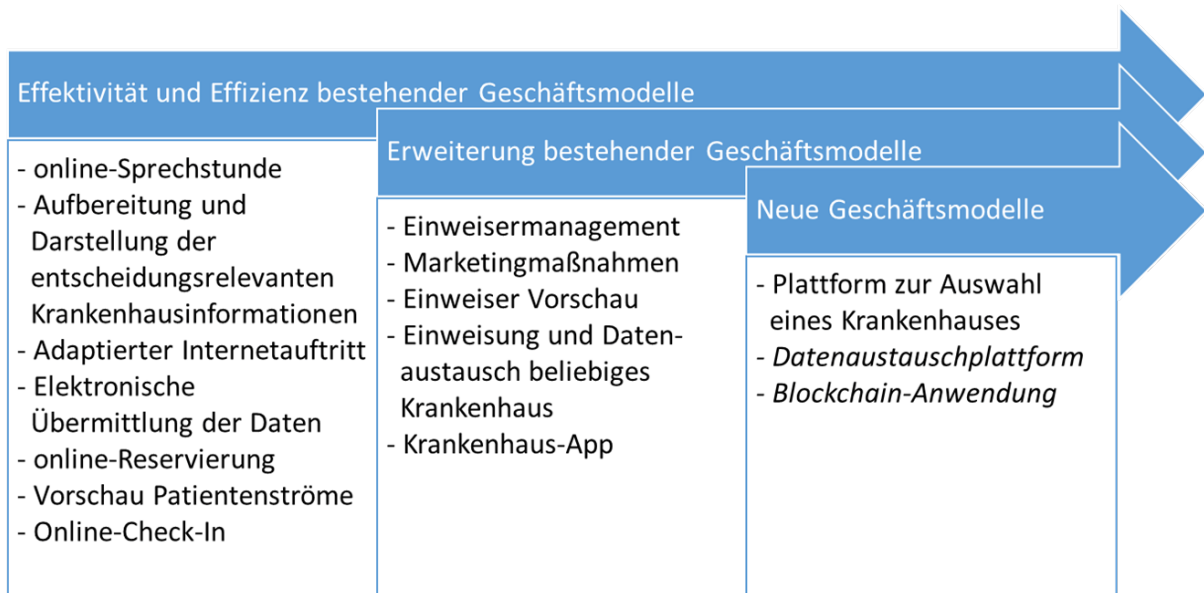 Effektivität und Effizienz bestehender Geschäftsmodelle
- online-Sprechstunde
- Aufbereitung und
Darstellung der
entscheidungsrelevanten
Krankenhausinformationen
- Adaptierter Internetauftritt
- Elektronische
Übermittlung der Daten
- online-Reservierung
- Vorschau Patientenströme
- Online-Check-In
Erweiterung bestehender Geschäftsmodelle
- Einweisermanagement
- Marketingmaßnahmen
- Einweiser Vorschau
- Einweisung und Daten-
austausch beliebiges
Krankenhaus
- Krankenhaus-App
Neue Geschäftsmodelle
- Plattform zur Auswahl
eines Krankenhauses
- Datenaustauschplattform
- Blockchain-Anwendung